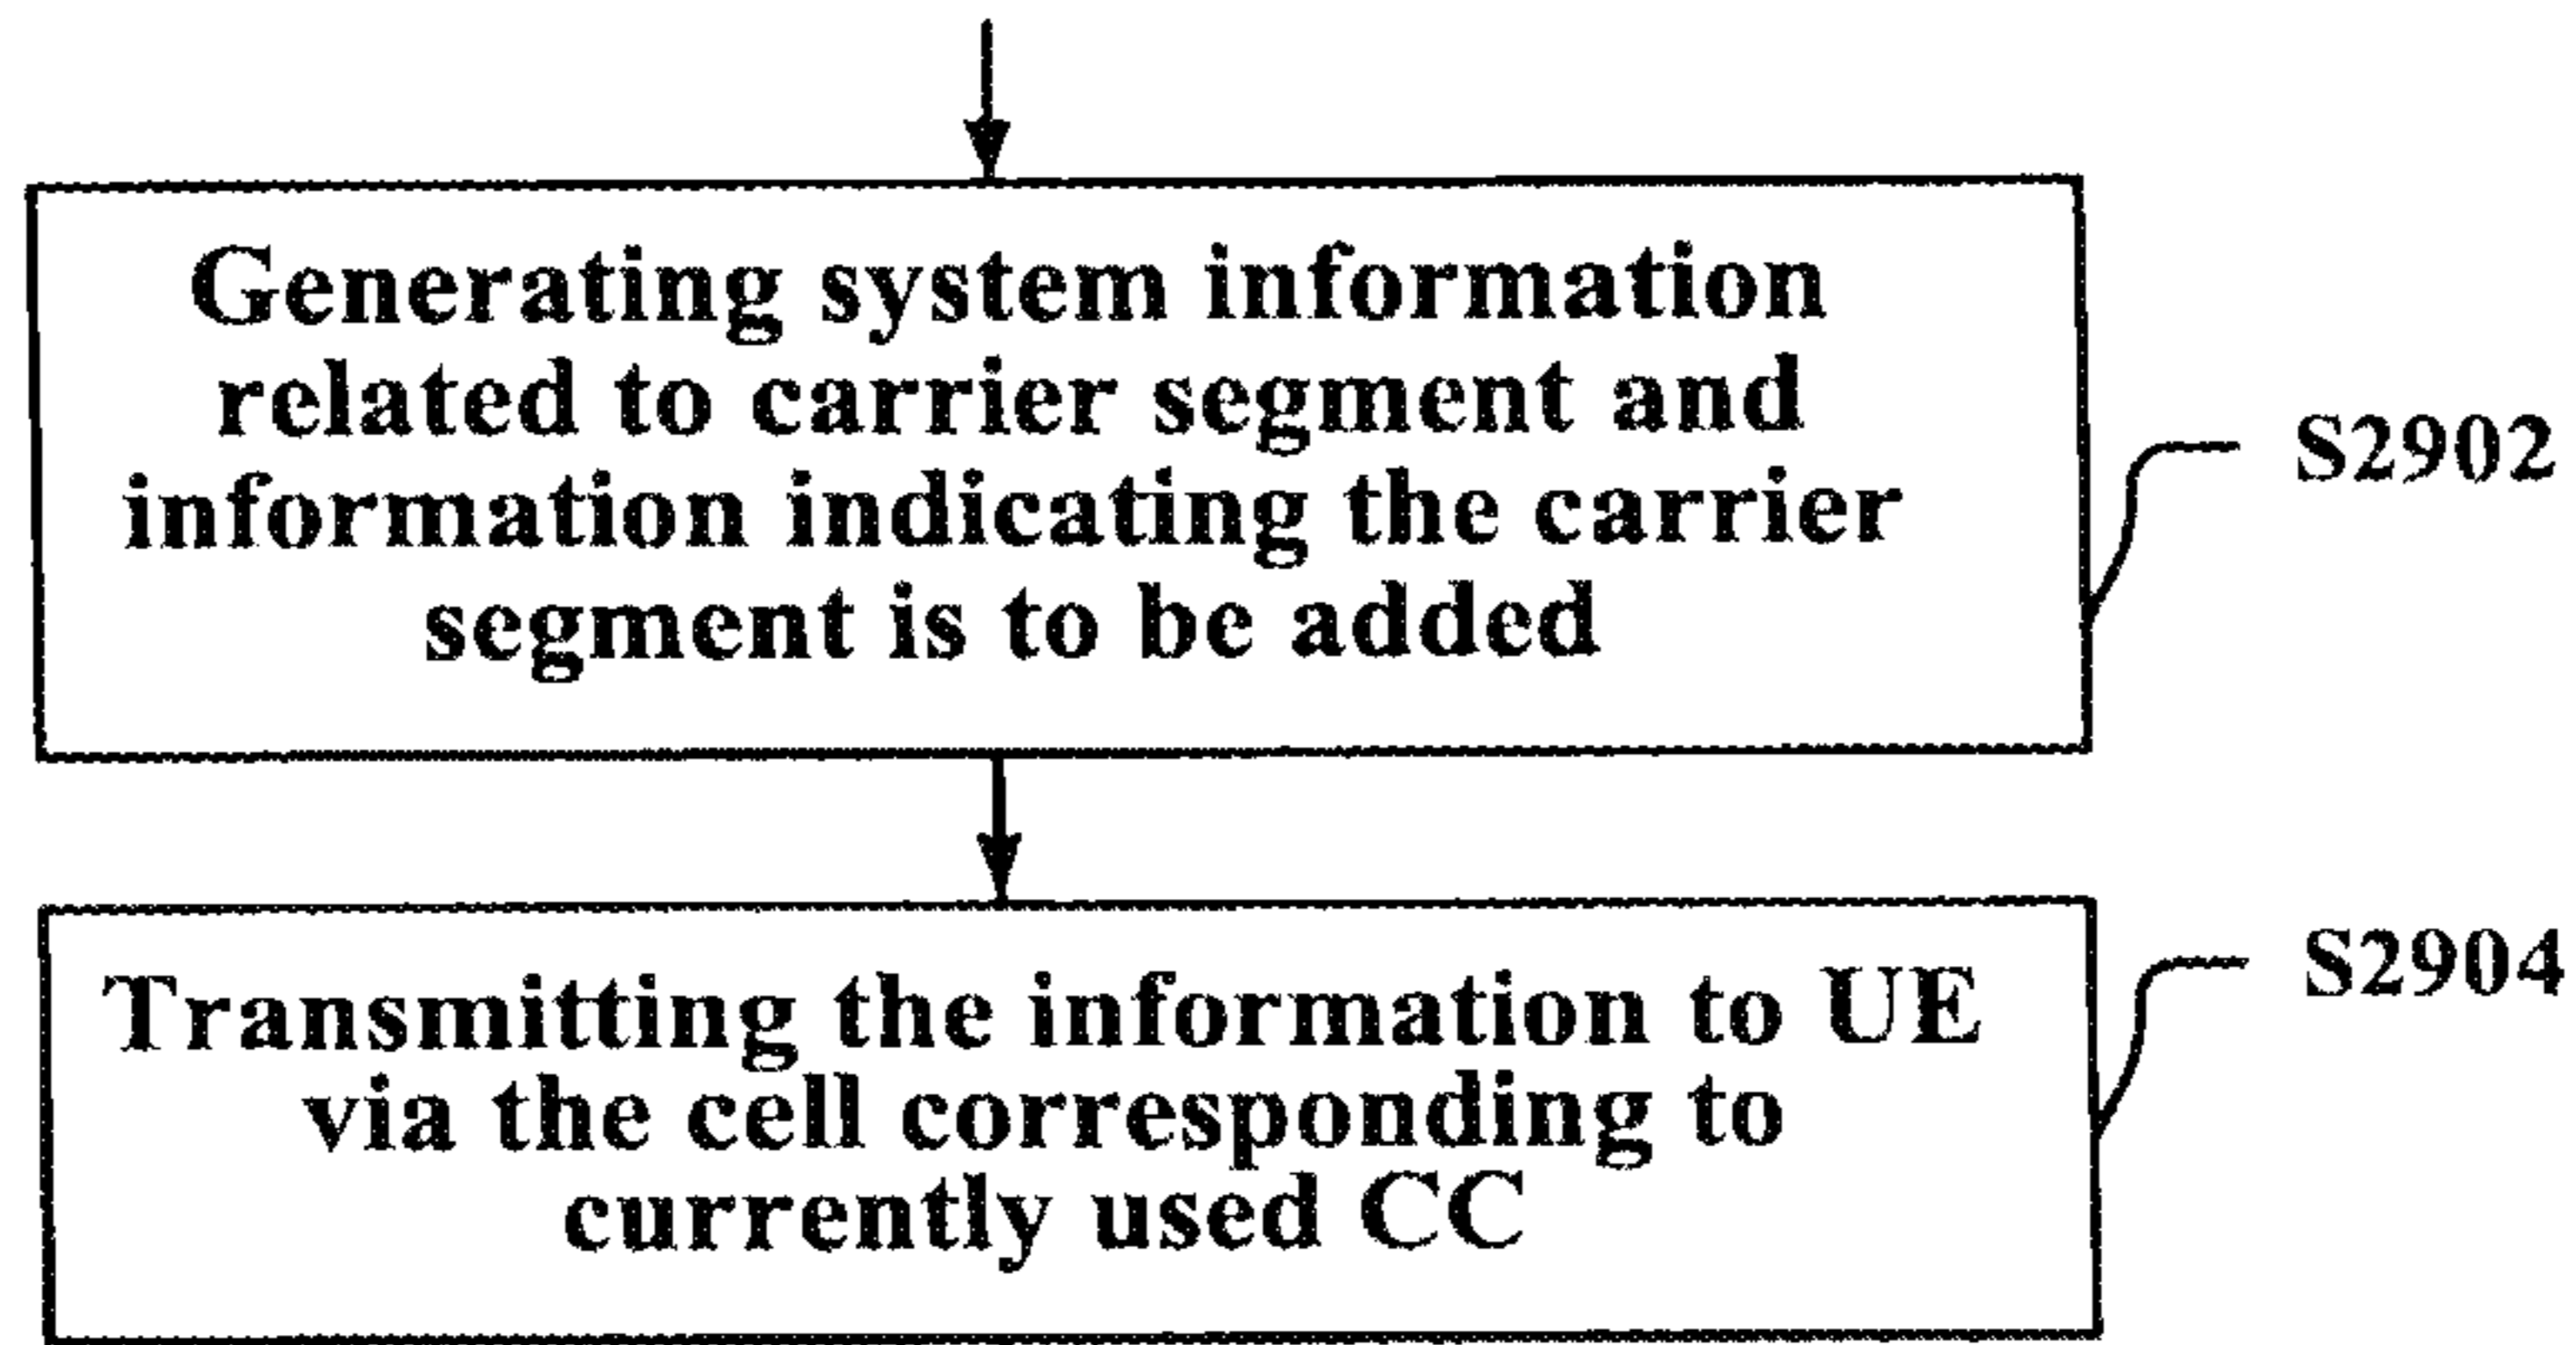 Generating system information
related to carrier segment and
information indicating the carrier
segment is to be added
S2902
Transmitting the information to UE
via the cell corresponding to
currently used CC
S2904